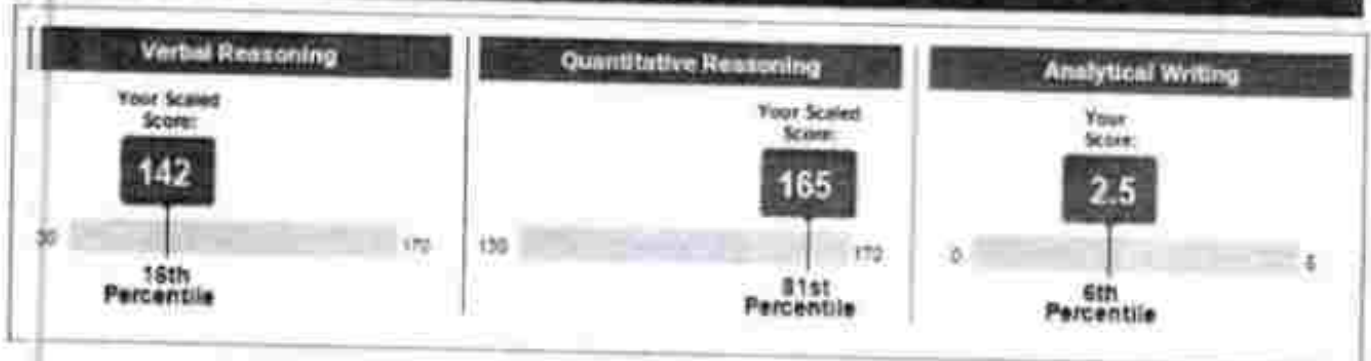 Verbal Reasoning
Your Scaled
Score:
142
170
16th
Percentile
Quantitative Reasoning
Your Scaled
Score:
165
130
170
81st
Percentile
Analytical Writing
Your
Score:
2.5
0
6
6th
Percentile